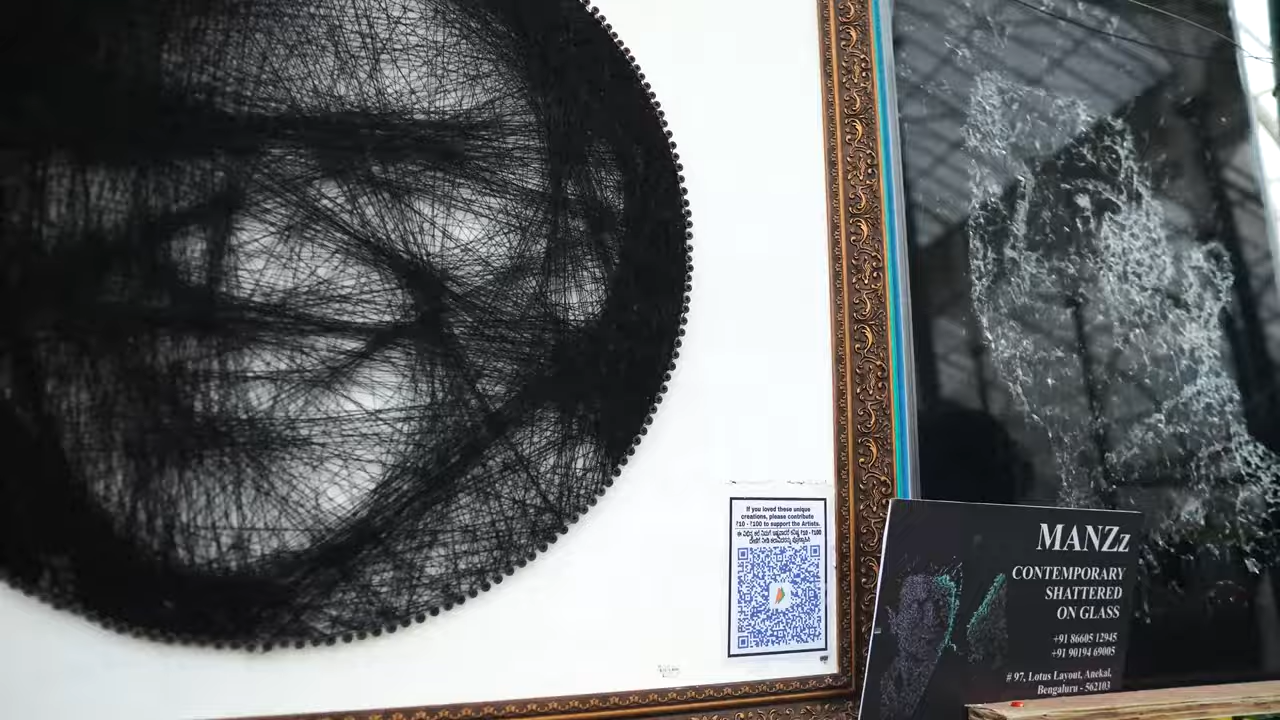 If you loved these unique
creations, please contribute
₹10 - ₹100 to support the Artists.
MANZz
CONTEMPORARY
SHATTERED
ON GLASS
+91 86605 12945
+91 90194 69005
# 97, Lotus Layout, Anekal,
Bengaluru - 562103